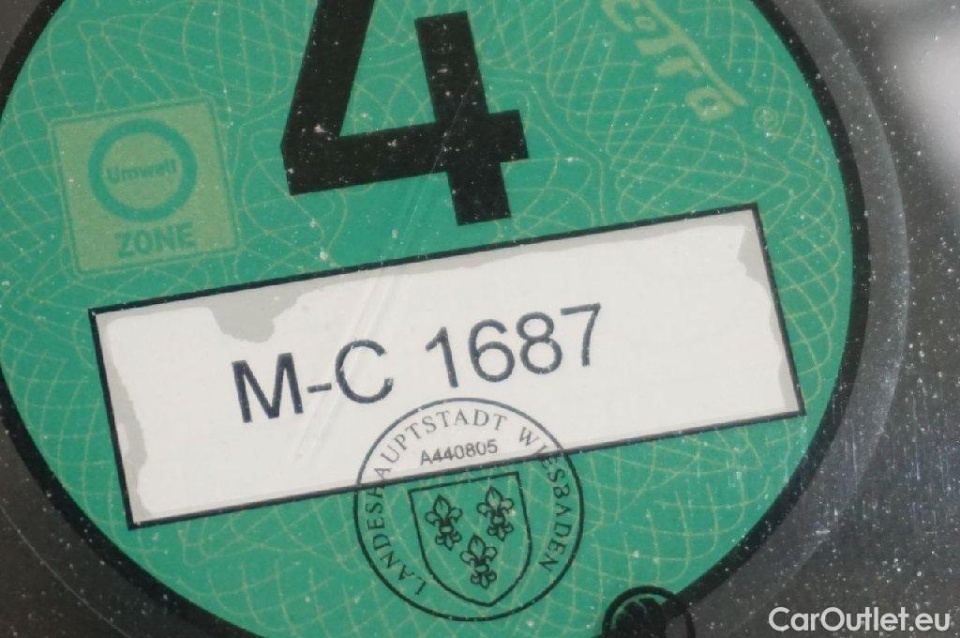 4
Umwelt
ZONE
M-C 1687
LANDESHAUPTSTADT WIESBADEN
A440805
CarOutlet.eu